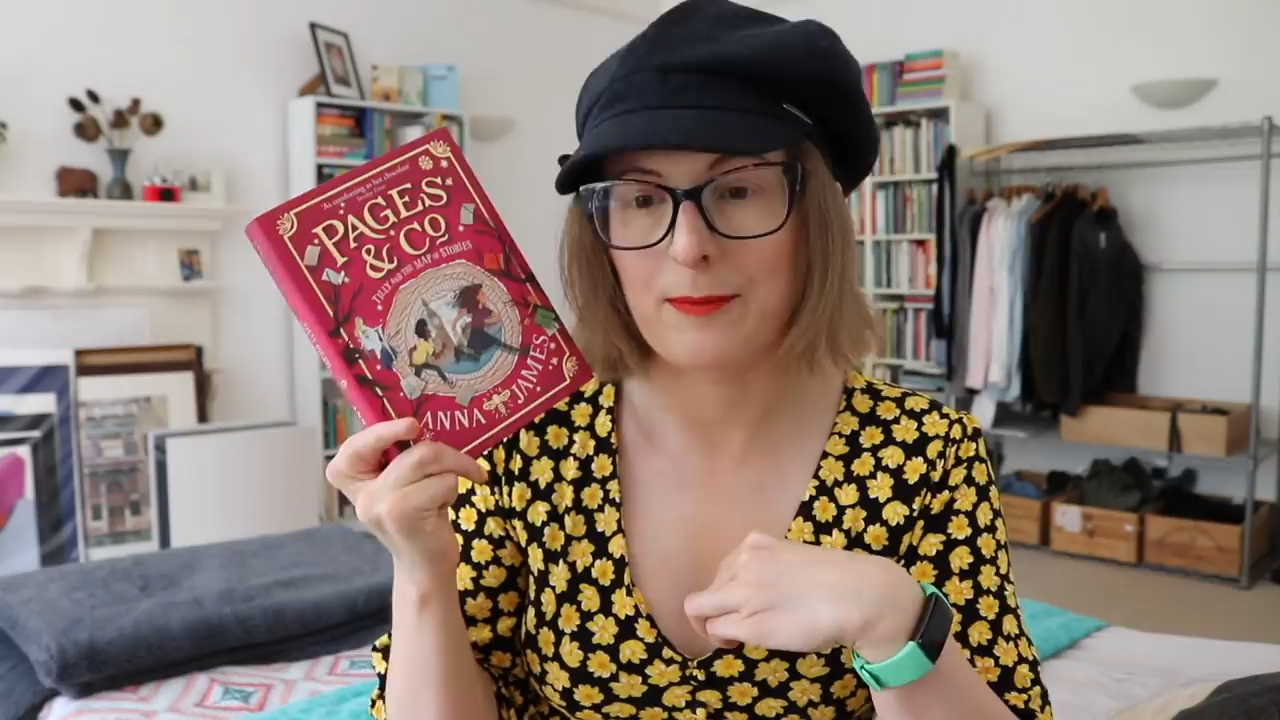 'As comforting as hot chocolate'
PAGES
& CO
TILLY AND THE MAP OF STORIES
ANNA
JAMES